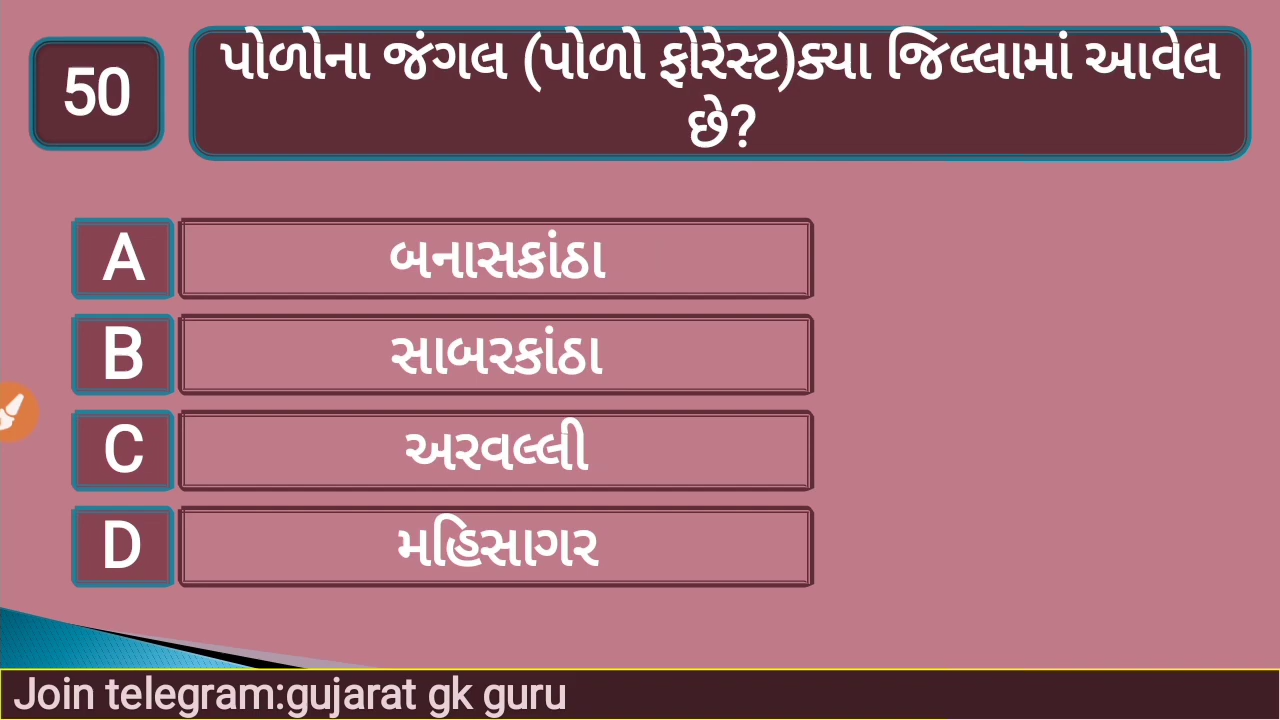 50
પોળોના જંગલ (પોળો ફોરેસ્ટ)ક્યા જિલ્લામાં આવેલ
છે?
A બનાસકાંઠા
B સાબરકાંઠા
C અરવલ્લી
D મહિસાગર
Join telegram:gujarat gk guru